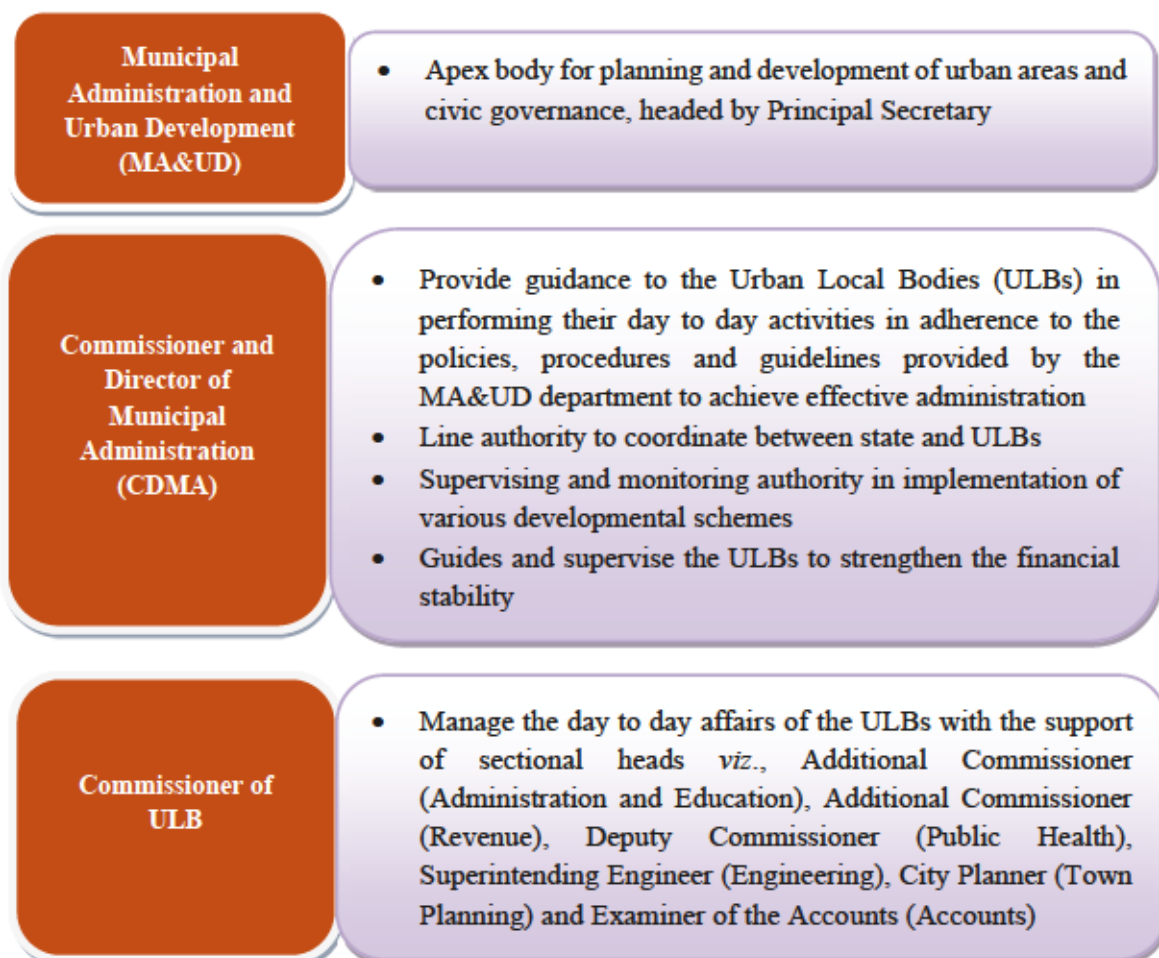 Municipal
Administration and
Urban Development
(MA&UD)
• Apex body for planning and development of urban areas and
civic governance, headed by Principal Secretary
Commissioner and
Director of
Municipal
Administration
(CDMA)
• Provide guidance to the Urban Local Bodies (ULBs) in
performing their day to day activities in adherence to the
policies, procedures and guidelines provided by the
MA&UD department to achieve effective administration
• Line authority to coordinate between state and ULBs
• Supervising and monitoring authority in implementation of
various developmental schemes
• Guides and supervise the ULBs to strengthen the financial
stability
Commissioner of
ULB
• Manage the day to day affairs of the ULBs with the support
of sectional heads viz., Additional Commissioner
(Administration and Education), Additional Commissioner
(Revenue), Deputy Commissioner (Public Health),
Superintending Engineer (Engineering), City Planner (Town
Planning) and Examiner of the Accounts (Accounts)